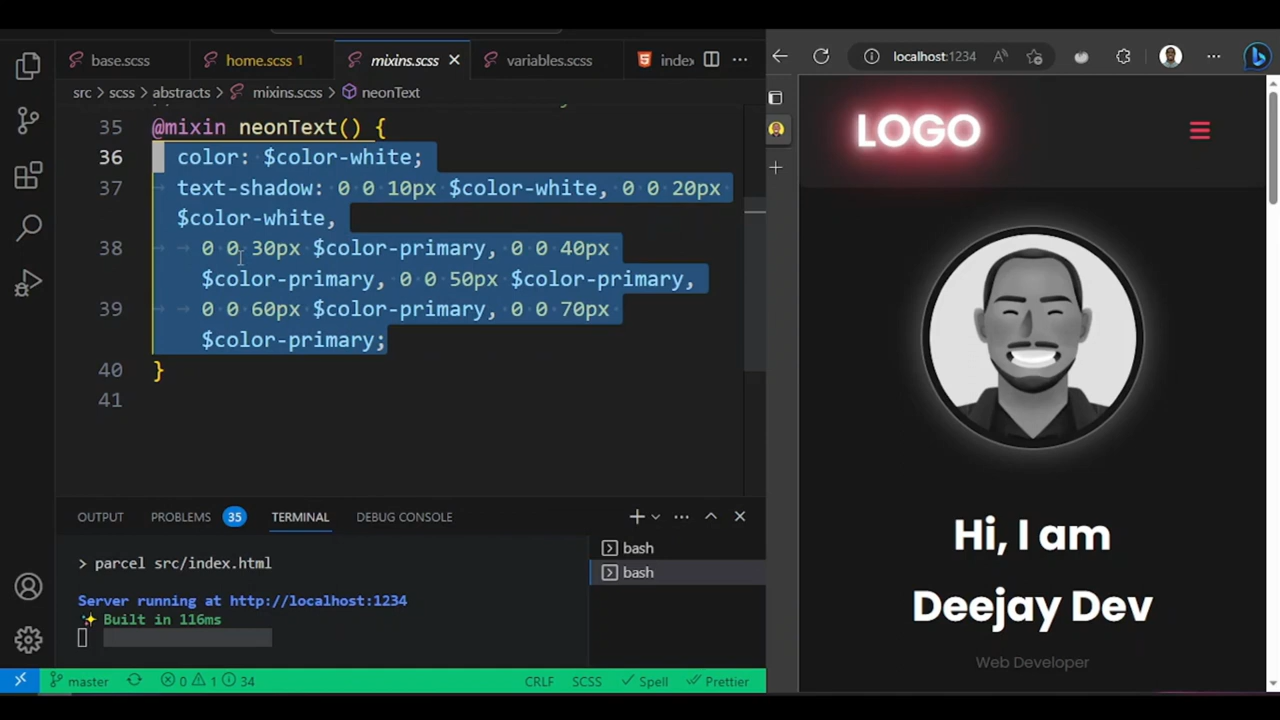 base.scss
home.scss 1
mixins.scss
variables.scss
index
src > scss > abstracts > mixins.scss > neonText
35 @mixin neonText() {
36 color: $color-white;
37 text-shadow: 0 0 10px $color-white, 0 0 20px
$color-white,
38 0 0 30px $color-primary, 0 0 40px
$color-primary, 0 0 50px $color-primary,
39 0 0 60px $color-primary, 0 0 70px
$color-primary;
40 }
41
OUTPUT PROBLEMS 35 TERMINAL DEBUG CONSOLE
> parcel src/index.html
Server running at http://localhost:1234
✨ Built in 116ms
bash
bash
master 0 1 34 CRLF SCSS Spell Prettier
localhost:1234
LOGO
Hi, I am
Deejay Dev
Web Developer